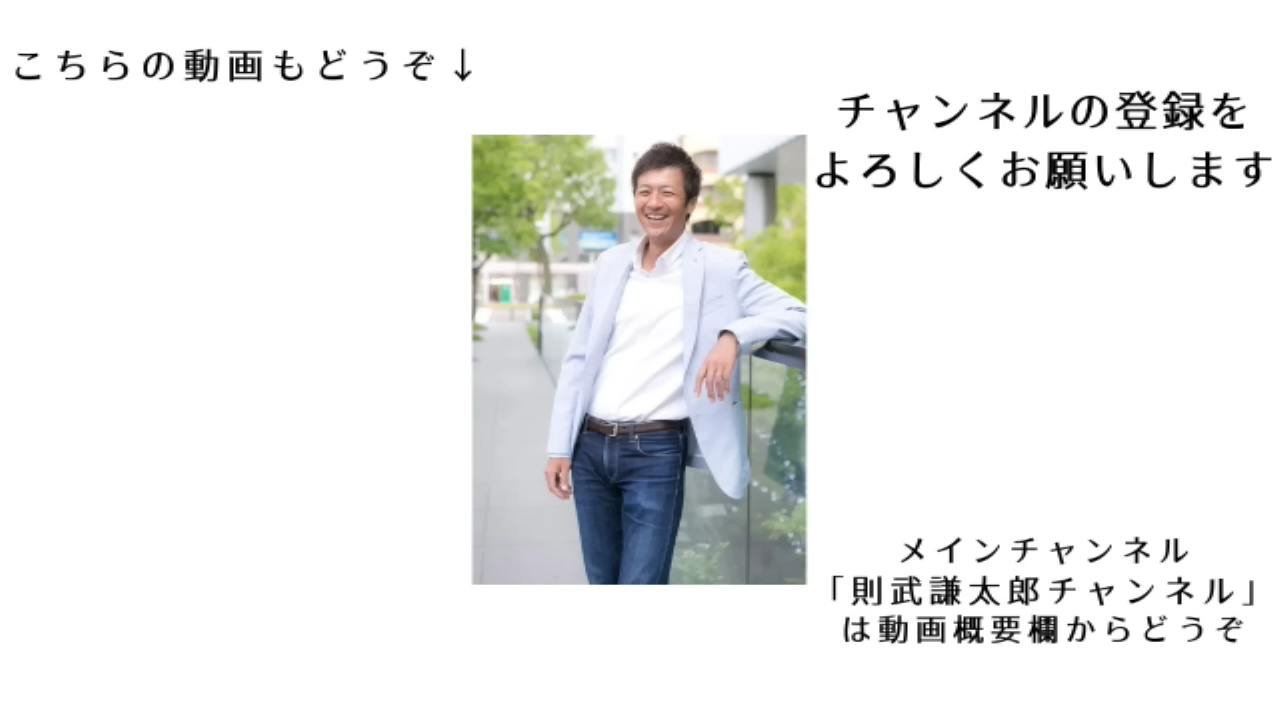 こちらの動画もどうぞ↓
チャンネルの登録を
よろしくお願いします
メインチャンネル
「則武謙太郎チャンネル」
は動画概要欄からどうぞ